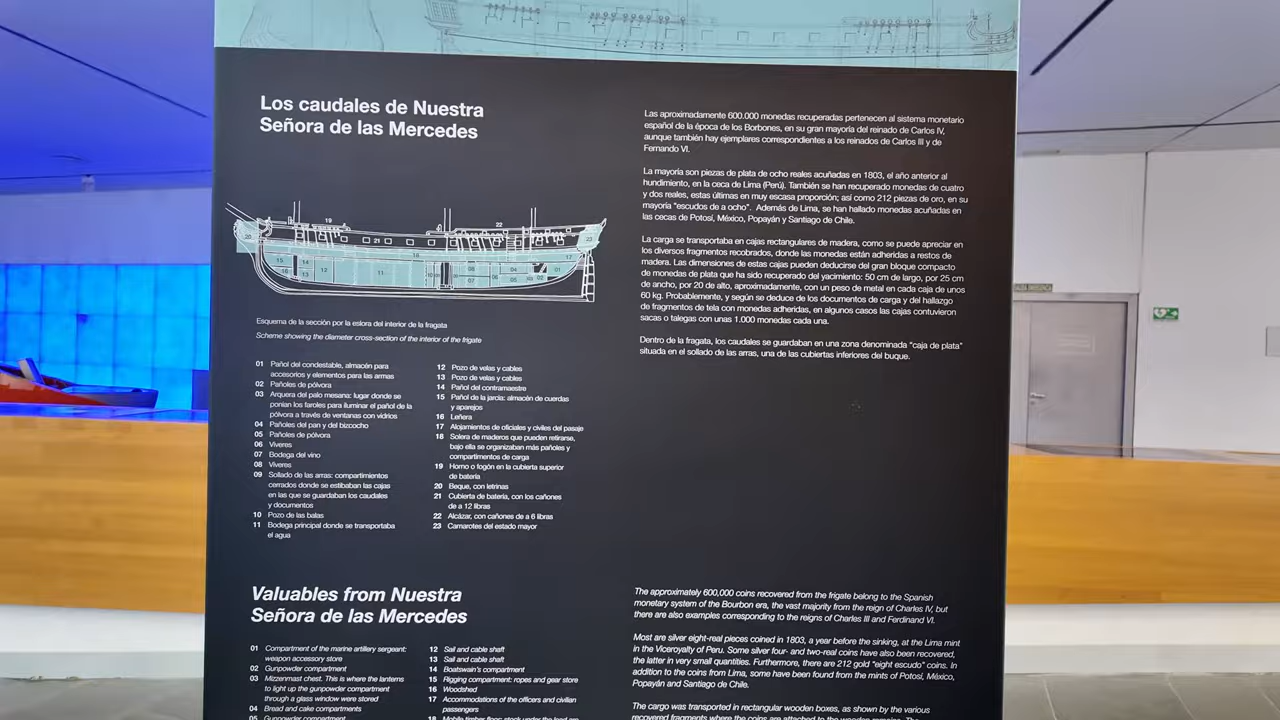 Los caudales de Nuestra
Señora de las Mercedes
Esquema de la sección por la eslora del interior de la fragata
Scheme showing the diameter cross-section of the interior of the frigate
01 Pañol del condestable, almacén para
accesorios y elementos para las armas
02 Pañoles de pólvora
03 Arquera del palo mesana: lugar donde se
ponían los faroles para iluminar el pañol de la
pólvora a través de ventanas con vidrios
04 Pañoles del pan y del bizcocho
05 Pañoles de pólvora
06 Víveres
07 Bodega del vino
08 Víveres
09 Sollado de las arras: compartimientos
cerrados donde se estibaban las cajas
en las que se guardaban los caudales
y documentos
10 Pozo de las balas
11 Bodega principal donde se transportaba
el agua
12 Pozo de velas y cables
13 Pozo de velas y cables
14 Pañol del contramaestre
15 Pañol de la jarcia: almacén de cuerdas
y aparejos
16 Leñera
17 Alojamientos de oficiales y civiles del pasaje
18 Solera de maderos que pueden retirarse,
bajo ella se organizaban más pañoles y
compartimentos de carga
19 Horno o fogón en la cubierta superior
de batería
20 Beque, con letrinas
21 Cubierta de batería, con los cañones
de a 12 libras
22 Alcázar, con cañones de a 6 libras
23 Camarotes del estado mayor
Las aproximadamente 600.000 monedas recuperadas pertenecen al sistema monetario
español de la época de los Borbones, en su gran mayoría del reinado de Carlos IV,
aunque también hay ejemplares correspondientes a los reinados de Carlos III y de
Fernando VI.
La mayoría son piezas de plata de ocho reales acuñadas en 1803, el año anterior al
hundimiento, en la ceca de Lima (Perú). También se han recuperado monedas de cuatro
y dos reales, estas últimas en muy escasa proporción; así como 212 piezas de oro, en su
mayoría "escudos de a ocho". Además de Lima, se han hallado monedas acuñadas en
las cecas de Potosí, México, Popayán y Santiago de Chile.
La carga se transportaba en cajas rectangulares de madera, como se puede apreciar en
los diversos fragmentos recobrados, donde las monedas están adheridas a restos de
madera. Las dimensiones de estas cajas pueden deducirse del gran bloque compacto
de monedas de plata que ha sido recuperado del yacimiento: 50 cm de largo, por 25 cm
de ancho, por 20 de alto, aproximadamente, con un peso de metal en cada caja de unos
60 kg. Probablemente, y según se deduce de los documentos de carga y del hallazgo
de fragmentos de tela con monedas adheridas, en algunos casos las cajas contuvieron
sacas o talegas con unas 1.000 monedas cada una.
Dentro de la fragata, los caudales se guardaban en una zona denominada "caja de plata"
situada en el sollado de las arras, una de las cubiertas inferiores del buque.
Valuables from Nuestra
Señora de las Mercedes
01 Compartment of the marine artillery sergeant:
weapon accessory store
02 Gunpowder compartment
03 Mizzenmast chest. This is where the lanterns
to light up the gunpowder compartment
through a glass window were stored
04 Bread and cake compartments
05 Gunpowder compartment
12 Sail and cable shaft
13 Sail and cable shaft
14 Boatswain's compartment
15 Rigging compartment: ropes and gear store
16 Woodshed
17 Accommodations of the officers and civilian
passengers
The approximately 600,000 coins recovered from the frigate belong to the Spanish
monetary system of the Bourbon era, the vast majority from the reign of Charles IV, but
there are also examples corresponding to the reigns of Charles III and Ferdinand VI.
Most are silver eight-real pieces coined in 1803, a year before the sinking, at the Lima mint
in the Viceroyalty of Peru. Some silver four- and two-real coins have also been recovered,
the latter in very small quantities. Furthermore, there are 212 gold "eight escudo" coins. In
addition to the coins from Lima, some have been found from the mints of Potosí, México,
Popayán and Santiago de Chile.
The cargo was transported in rectangular wooden boxes, as shown by the various
recovered fragments where the coins are attached to the wooden remains. The